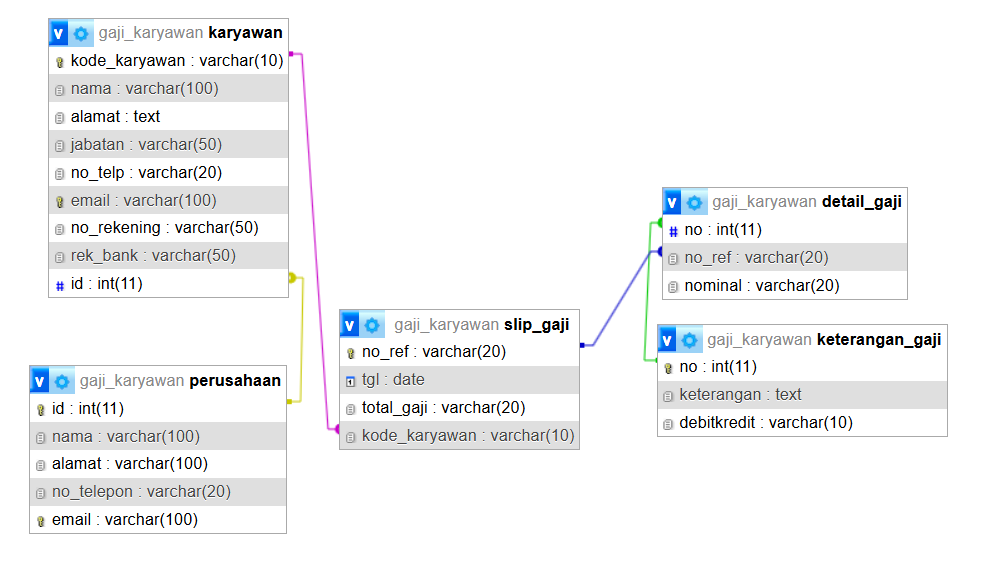 v gaji_karyawan karyawan
kode_karyawan : varchar(10)
nama : varchar(100)
alamat : text
jabatan : varchar(50)
no_telp : varchar(20)
email : varchar(100)
no_rekening : varchar(50)
rek_bank : varchar(50)
# id : int(11)
v gaji_karyawan perusahaan
id : int(11)
nama : varchar(100)
alamat : varchar(100)
no_telepon : varchar(20)
email : varchar(100)
v gaji_karyawan slip_gaji
no_ref : varchar(20)
tgl : date
total_gaji : varchar(20)
kode_karyawan : varchar(10)
v gaji_karyawan detail_gaji
# no : int(11)
no_ref : varchar(20)
nominal : varchar(20)
v gaji_karyawan keterangan_gaji
no : int(11)
keterangan : text
debitkredit : varchar(10)